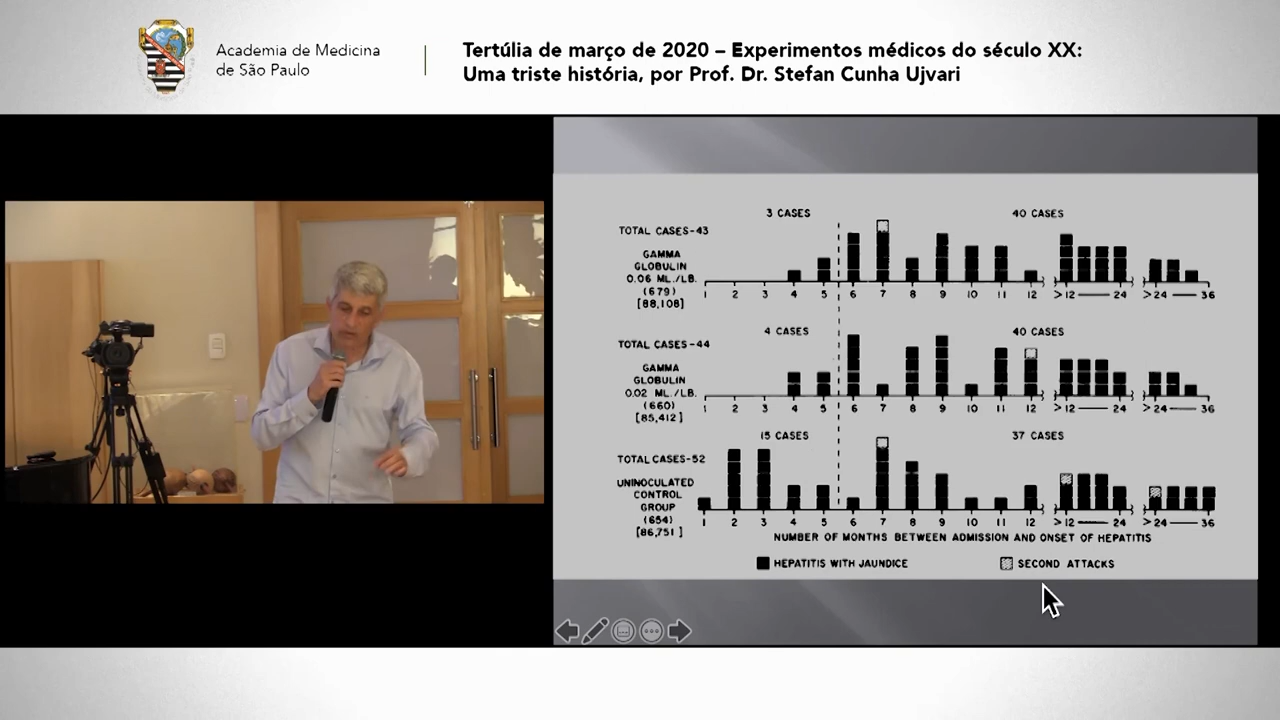 Academia de Medicina
de São Paulo
Tertúlia de março de 2020 – Experimentos médicos do século XX:
Uma triste história, por Prof. Dr. Stefan Cunha Ujvari
3 CASES
40 CASES
TOTAL CASES-43
GAMMA
GLOBULIN
0.06 ML./LB.
(679)
[88,108]
1 2 3 4 5 6 7 8 9 10 11 12 >12 — 24 >24 — 36
4 CASES
40 CASES
TOTAL CASES-44
GAMMA
GLOBULIN
0.02 ML./LB.
(660)
[85,412]
1 2 3 4 5 6 7 8 9 10 11 12 >12 — 24 >24 — 36
15 CASES
37 CASES
TOTAL CASES-52
UNINOCULATED
CONTROL
GROUP
(654)
[86,751]
1 2 3 4 5 6 7 8 9 10 11 12 >12 — 24 >24 — 36
NUMBER OF MONTHS BETWEEN ADMISSION AND ONSET OF HEPATITIS
HEPATITIS WITH JAUNDICE
SECOND ATTACKS